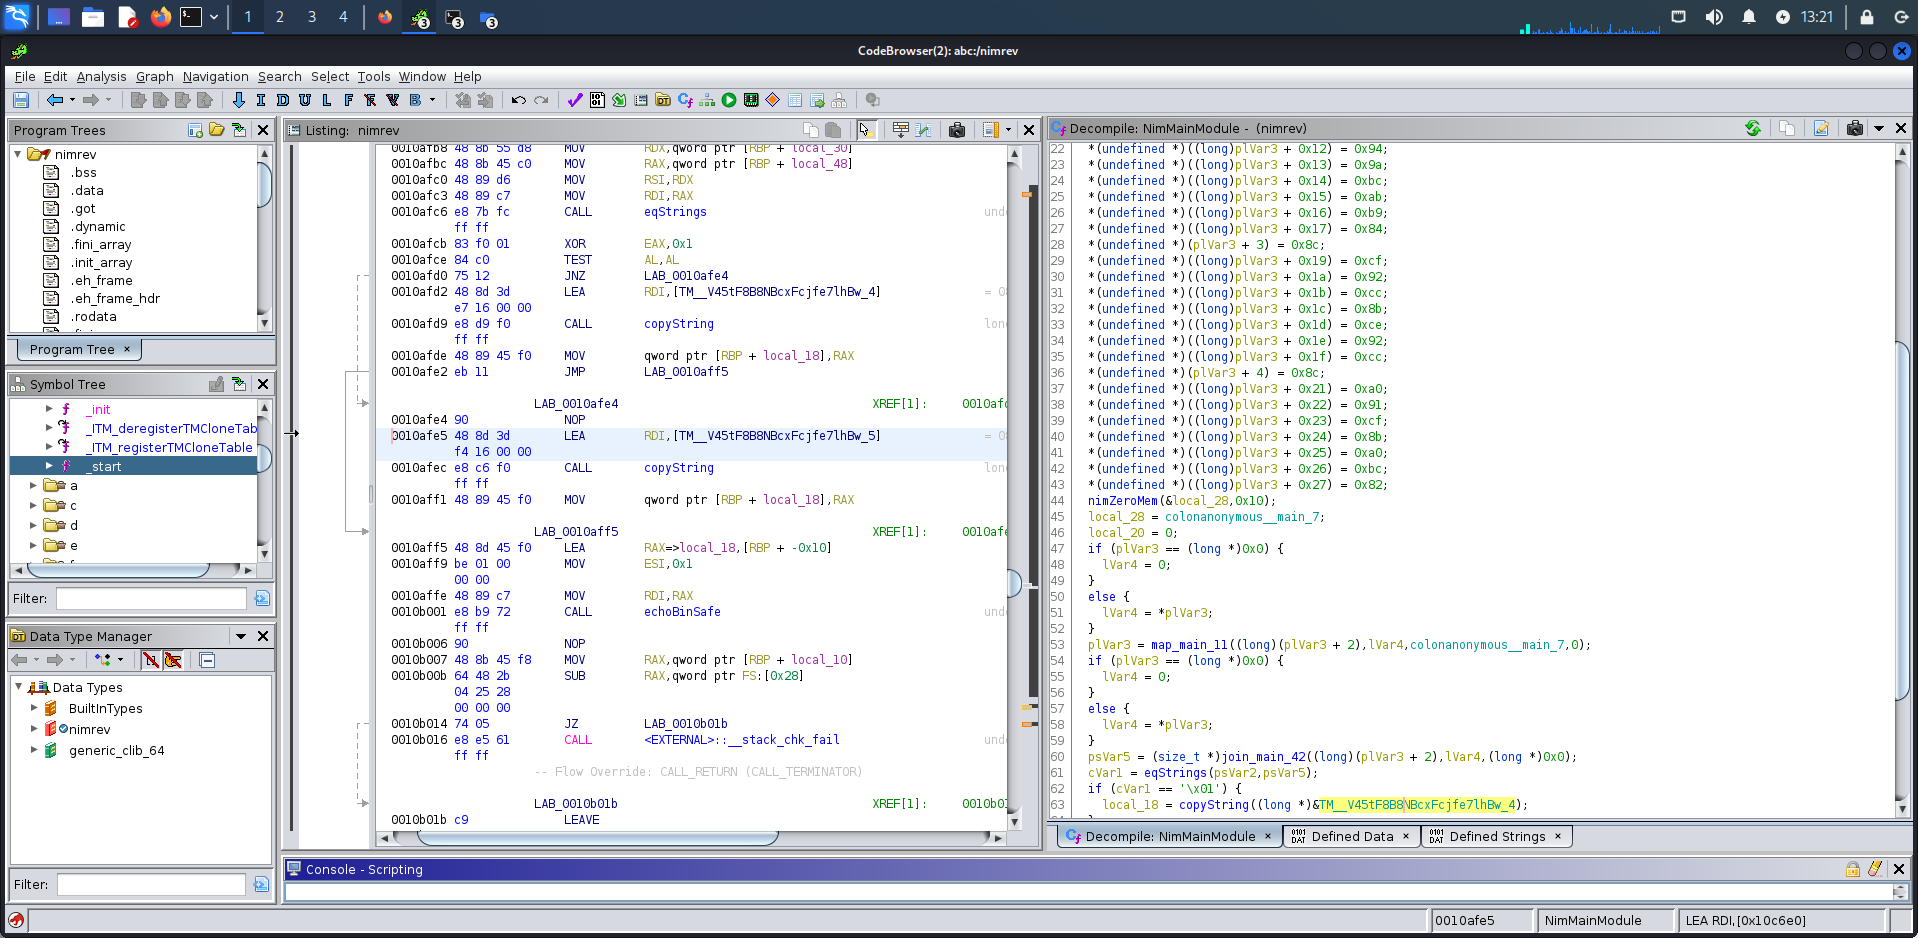 1 2 3 4 3 3 3 13:21
CodeBrowser(2): abc:/nimrev
File Edit Analysis Graph Navigation Search Select Tools Window Help
Program Trees
nimrev
.bss
.data
.got
.dynamic
.fini_array
.init_array
.eh_frame
.eh_frame_hdr
.rodata
Program Tree ×
Symbol Tree
_init
_ITM_deregisterTMCloneTab
_ITM_registerTMCloneTable
_start
a
c
d
e
Filter:
Data Type Manager
Data Types
BuiltInTypes
nimrev
generic_clib_64
Filter:
Listing: nimrev
0010afb8 48 8b 55 d8 MOV RDX,qword ptr [RBP + local_30]
0010afbc 48 8b 45 c0 MOV RAX,qword ptr [RBP + local_48]
0010afc0 48 89 d6 MOV RSI,RDX
0010afc3 48 89 c7 MOV RDI,RAX
0010afc6 e8 7b fc CALL eqStrings und
ff ff
0010afcb 83 f0 01 XOR EAX,0x1
0010afce 84 c0 TEST AL,AL
0010afd0 75 12 JNZ LAB_0010afe4
0010afd2 48 8d 3d LEA RDI,[TM__V45tF8B8NBcxFcjfe7lhBw_4] = 0
e7 16 00 00
0010afd9 e8 d9 f0 CALL copyString lon
ff ff
0010afde 48 89 45 f0 MOV qword ptr [RBP + local_18],RAX
0010afe2 eb 11 JMP LAB_0010aff5
LAB_0010afe4 XREF[1]: 0010afd
0010afe4 90 NOP
0010afe5 48 8d 3d LEA RDI,[TM__V45tF8B8NBcxFcjfe7lhBw_5] = 0
f4 16 00 00
0010afec e8 c6 f0 CALL copyString lon
ff ff
0010aff1 48 89 45 f0 MOV qword ptr [RBP + local_18],RAX
LAB_0010aff5 XREF[1]: 0010afe
0010aff5 48 8d 45 f0 LEA RAX=>local_18,[RBP + -0x10]
0010aff9 be 01 00 MOV ESI,0x1
00 00
0010affe 48 89 c7 MOV RDI,RAX
0010b001 e8 b9 72 CALL echoBinSafe und
ff ff
0010b006 90 NOP
0010b007 48 8b 45 f8 MOV RAX,qword ptr [RBP + local_10]
0010b00b 64 48 2b SUB RAX,qword ptr FS:[0x28]
04 25 28
00 00 00
0010b014 74 05 JZ LAB_0010b01b
0010b016 e8 e5 61 CALL <EXTERNAL>::__stack_chk_fail und
ff ff
-- Flow Override: CALL_RETURN (CALL_TERMINATOR)
LAB_0010b01b XREF[1]: 0010b01
0010b01b c9 LEAVE
Decompile: NimMainModule - (nimrev)
22 *(undefined *)((long)plVar3 + 0x12) = 0x94;
23 *(undefined *)((long)plVar3 + 0x13) = 0x9a;
24 *(undefined *)((long)plVar3 + 0x14) = 0xbc;
25 *(undefined *)((long)plVar3 + 0x15) = 0xab;
26 *(undefined *)((long)plVar3 + 0x16) = 0xb9;
27 *(undefined *)((long)plVar3 + 0x17) = 0x84;
28 *(undefined *)(plVar3 + 3) = 0x8c;
29 *(undefined *)((long)plVar3 + 0x19) = 0xcf;
30 *(undefined *)((long)plVar3 + 0x1a) = 0x92;
31 *(undefined *)((long)plVar3 + 0x1b) = 0xcc;
32 *(undefined *)((long)plVar3 + 0x1c) = 0x8b;
33 *(undefined *)((long)plVar3 + 0x1d) = 0xce;
34 *(undefined *)((long)plVar3 + 0x1e) = 0x92;
35 *(undefined *)((long)plVar3 + 0x1f) = 0xcc;
36 *(undefined *)(plVar3 + 4) = 0x8c;
37 *(undefined *)((long)plVar3 + 0x21) = 0xa0;
38 *(undefined *)((long)plVar3 + 0x22) = 0x91;
39 *(undefined *)((long)plVar3 + 0x23) = 0xcf;
40 *(undefined *)((long)plVar3 + 0x24) = 0x8b;
41 *(undefined *)((long)plVar3 + 0x25) = 0xa0;
42 *(undefined *)((long)plVar3 + 0x26) = 0xbc;
43 *(undefined *)((long)plVar3 + 0x27) = 0x82;
44 nimZeroMem(&local_28,0x10);
45 local_28 = colonanonymous__main_7;
46 local_20 = 0;
47 if (plVar3 == (long *)0x0) {
48 lVar4 = 0;
49 }
50 else {
51 lVar4 = *plVar3;
52 }
53 plVar3 = map_main_11((long)(plVar3 + 2),lVar4,colonanonymous__main_7,0);
54 if (plVar3 == (long *)0x0) {
55 lVar4 = 0;
56 }
57 else {
58 lVar4 = *plVar3;
59 }
60 psVar5 = (size_t *)join_main_42((long)(plVar3 + 2),lVar4,(long *)0x0);
61 cVar1 = eqStrings(psVar2,psVar5);
62 if (cVar1 == '\x01') {
63 local_18 = copyString((long *)&TM__V45tF8B8NBcxFcjfe7lhBw_4);
Decompile: NimMainModule × Defined Data × Defined Strings ×
Console - Scripting
0010afe5 NimMainModule LEA RDI,[0x10c6e0]